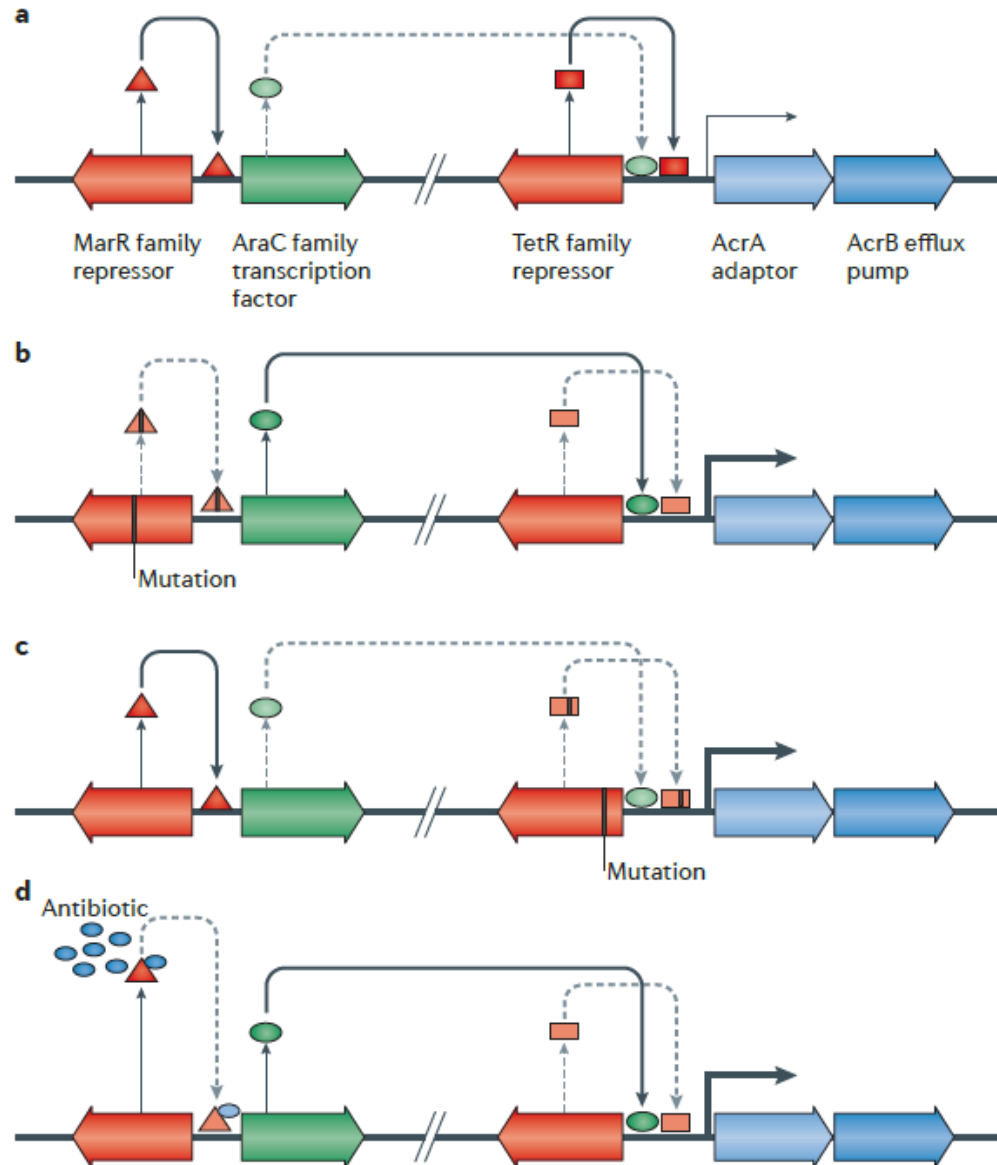 a
MarR family
repressor
AraC family
transcription
factor
TetR family
repressor
AcrA
adaptor
AcrB efflux
pump
b
Mutation
c
Mutation
d
Antibiotic